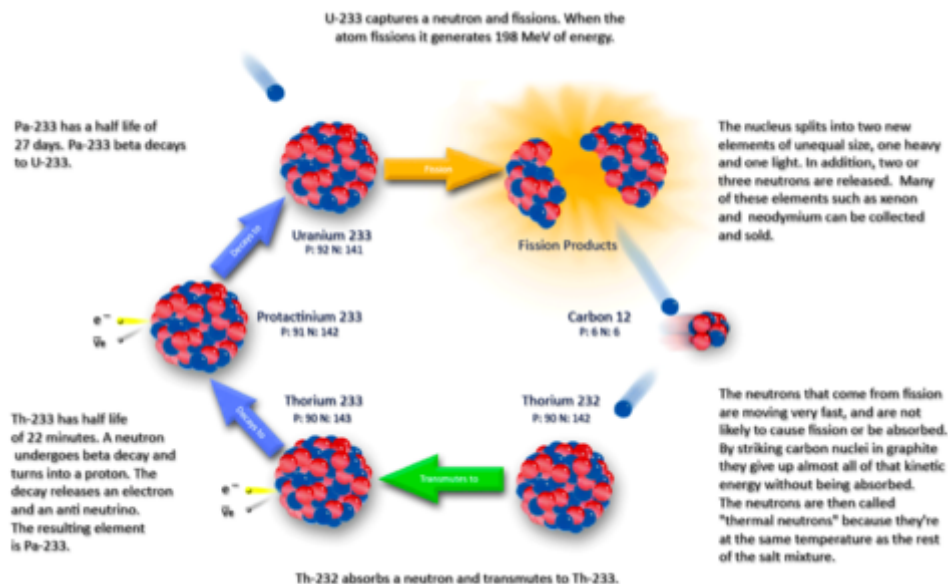 U-233 captures a neutron and fissions. When the
atom fissions it generates 198 MeV of energy.
Pa-233 has a half life of
27 days. Pa-233 beta decays
to U-233.
Fission
The nucleus splits into two new
elements of unequal size, one heavy
and one light. In addition, two or
three neutrons are released. Many
of these elements such as xenon
and neodymium can be collected
and sold.
Uranium 233
P: 92 N: 141
Fission Products
Decays to
Protactinium 233
P: 91 N: 142
Carbon 12
P: 6 N: 6
e⁻
ν̅e
Thorium 233
P: 90 N: 143
Thorium 232
P: 90 N: 142
Decays to
Th-233 has half life
of 22 minutes. A neutron
undergoes beta decay and
turns into a proton. The
decay releases an electron
and an anti neutrino.
The resulting element
is Pa-233.
e⁻
ν̅e
Transmutes to
The neutrons that come from fission
are moving very fast, and are not
likely to cause fission or be absorbed.
By striking carbon nuclei in graphite
they give up almost all of that kinetic
energy without being absorbed.
The neutrons are then called
"thermal neutrons" because they're
at the same temperature as the rest
of the salt mixture.
Th-232 absorbs a neutron and transmutes to Th-233.